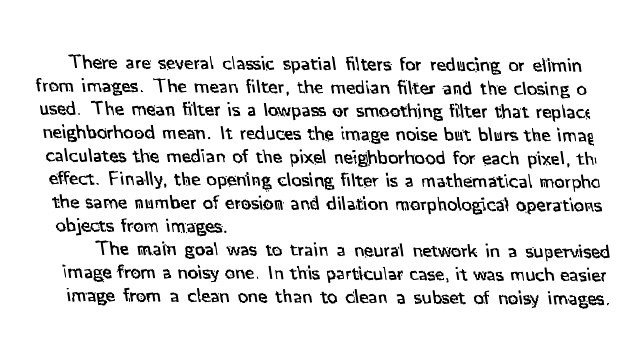 There are several classic spatial filters for reducing or elimin
from images. The mean filter, the median filter and the closing o
used. The mean filter is a lowpass or smoothing filter that replace
neighborhood mean. It reduces the image noise but blurs the imag
calculates the median of the pixel neighborhood for each pixel, th
effect. Finally, the opening closing filter is a mathematical morpho
the same number of erosion and dilation morphological operations
objects from images.
The main goal was to train a neural network in a supervised
image from a noisy one. In this particular case, it was much easier
image from a clean one than to clean a subset of noisy images.